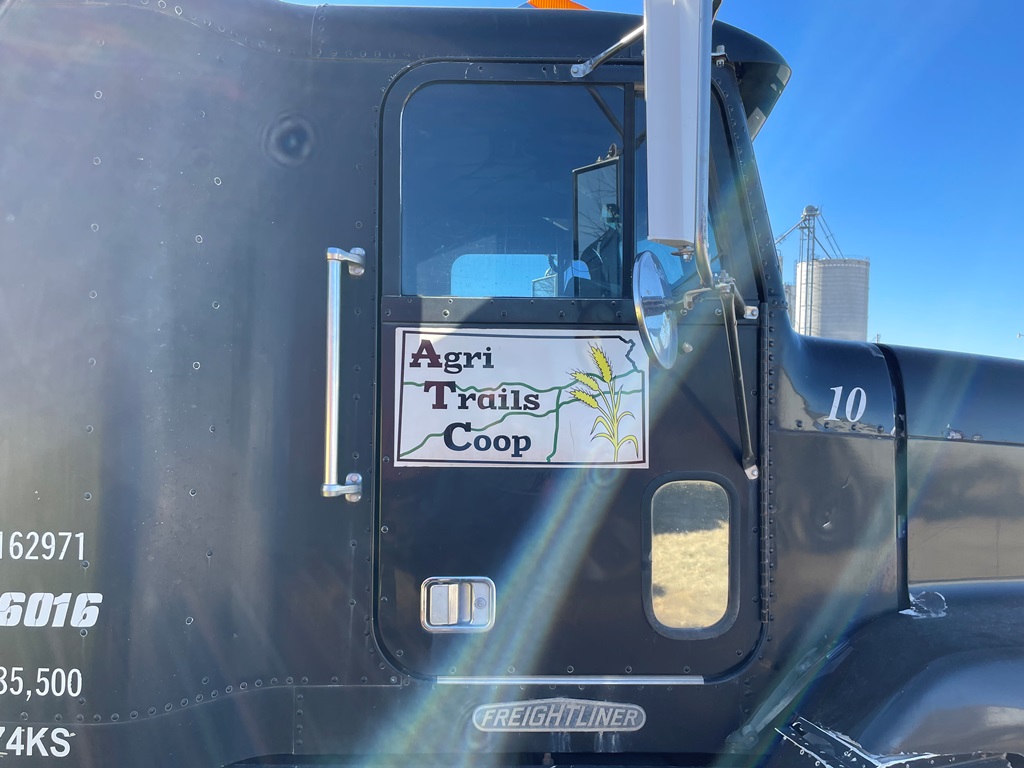 Agri
Trails
Coop
10
162971
6016
35,500
Z4KS
FREIGHTLINER